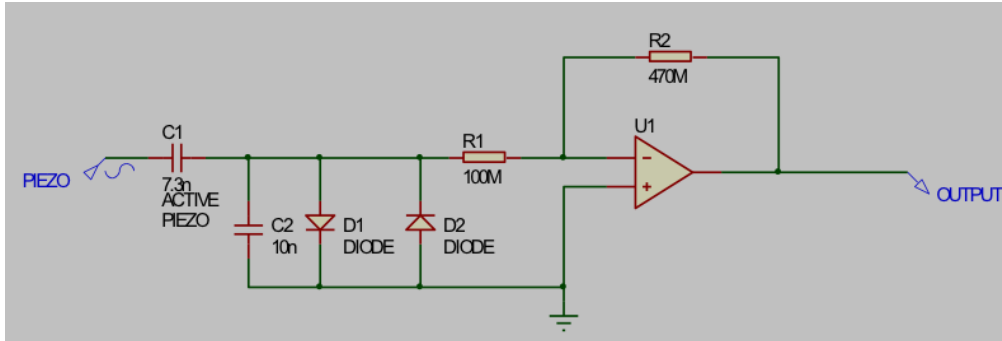 R2
470M
U1
C1
R1
PIEZO
7.3n
100M
ACTIVE
PIEZO
C2
10n
D1
DIODE
D2
DIODE
OUTPUT